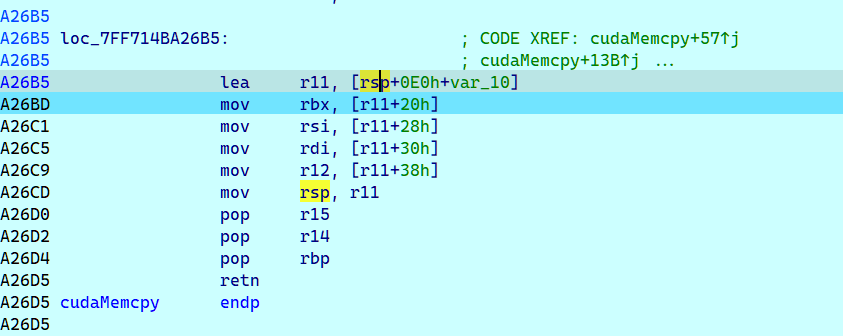 A26B5
A26B5 loc_7FF714BA26B5: ; CODE XREF: cudaMemcpy+57↑j
A26B5 ; cudaMemcpy+13B↑j ...
A26B5 lea r11, [rsp+0E0h+var_10]
A26BD mov rbx, [r11+20h]
A26C1 mov rsi, [r11+28h]
A26C5 mov rdi, [r11+30h]
A26C9 mov r12, [r11+38h]
A26CD mov rsp, r11
A26D0 pop r15
A26D2 pop r14
A26D4 pop rbp
A26D5 retn
A26D5 cudaMemcpy endp
A26D5